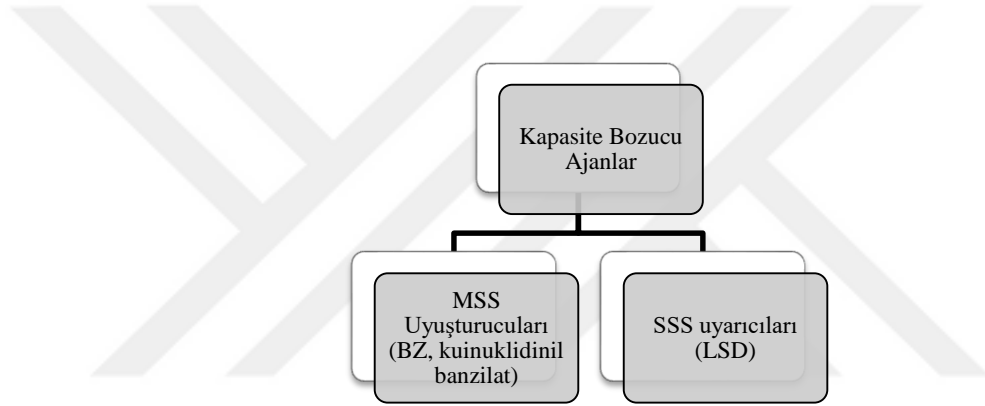 Kapasite Bozucu
Ajanlar
MSS
Uyuşturucuları
(BZ, kuinuklidinil
banzilat)
SSS uyarıcıları
(LSD)